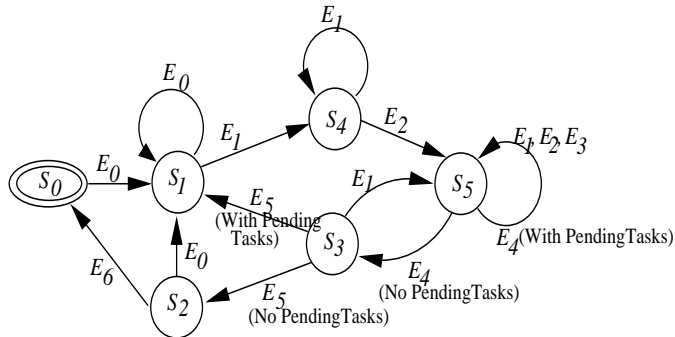 E1
E0
E1
S4
E2
E1, E2, E3
S0
E0
S1
E5
(With Pending
Tasks)
E1
S5
E4 (With PendingTasks)
S3
E6
E0
S2
E5
(No PendingTasks)
E4
(No PendingTasks)